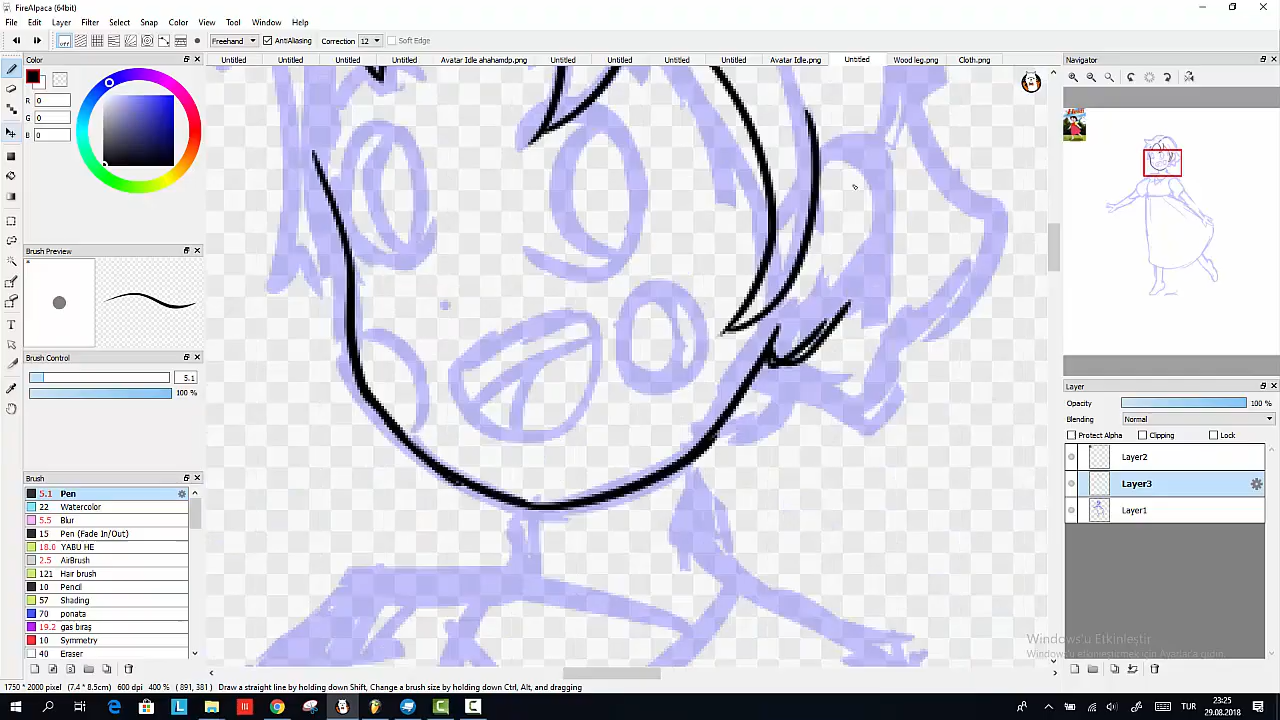 FireAlpaca (64bit)
File Edit Layer Filter Select Snap Color View Tool Window Help
off Freehand AntiAliasing Correction 12 Soft Edge
Color
R 0
G 0
B 0
Untitled Untitled Untitled Untitled Avatar Idle ahahamdp.png Untitled Untitled Untitled Untitled Avatar Idle.png Untitled Wood leg.png Cloth.png
Brush Preview
Brush Control
5.1
100 %
Brush
5.1 Pen
22 Watercolor
5.5 Blur
15 Pen (Fade In/Out)
18.0 YABU HE
2.5 AirBrush
121 Hair brush
10 Pencil
57 Shading
70 ponata
19.2 gas bıraş
10 Symmetry
40 Eraser
Navigator
Layer
Opacity 100 %
Blending Normal
Protect Alpha Clipping Lock
Layer2
Layer3
Layer1
Windows'u Etkinleştir
Windows'u etkinleştirmek için Ayarlar'a gidin.
1759 * 2000 pixel (7.4 * 8.5cm) 600 dpi 400 % ( 891, 381 ) Draw a straight line by holding down Shift, Change a brush size by holding down Ctrl, Alt, and dragging
TUR
23:25
29.08.2018